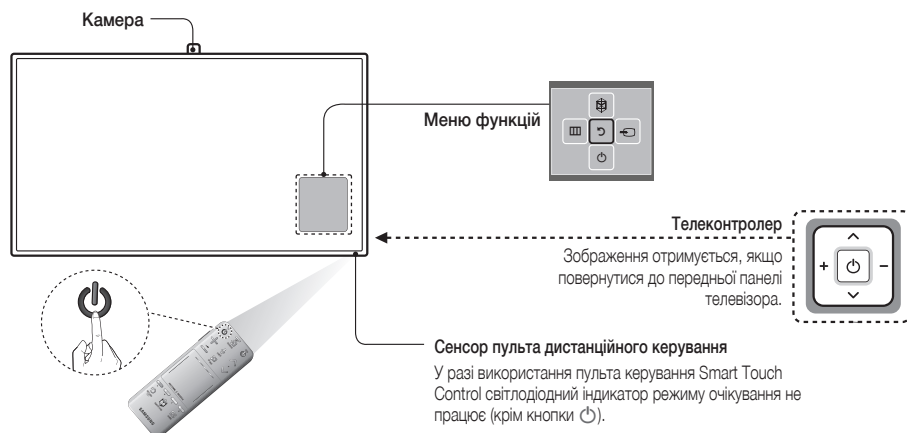 Камера
Меню функцій
Телеконтролер
Зображення отримується, якщо
повернутися до передньої панелі
телевізора.
Сенсор пульта дистанційного керування
У разі використання пульта керування Smart Touch
Control світлодіодний індикатор режиму очікування не
працює (крім кнопки ⏻).
SAMSUNG